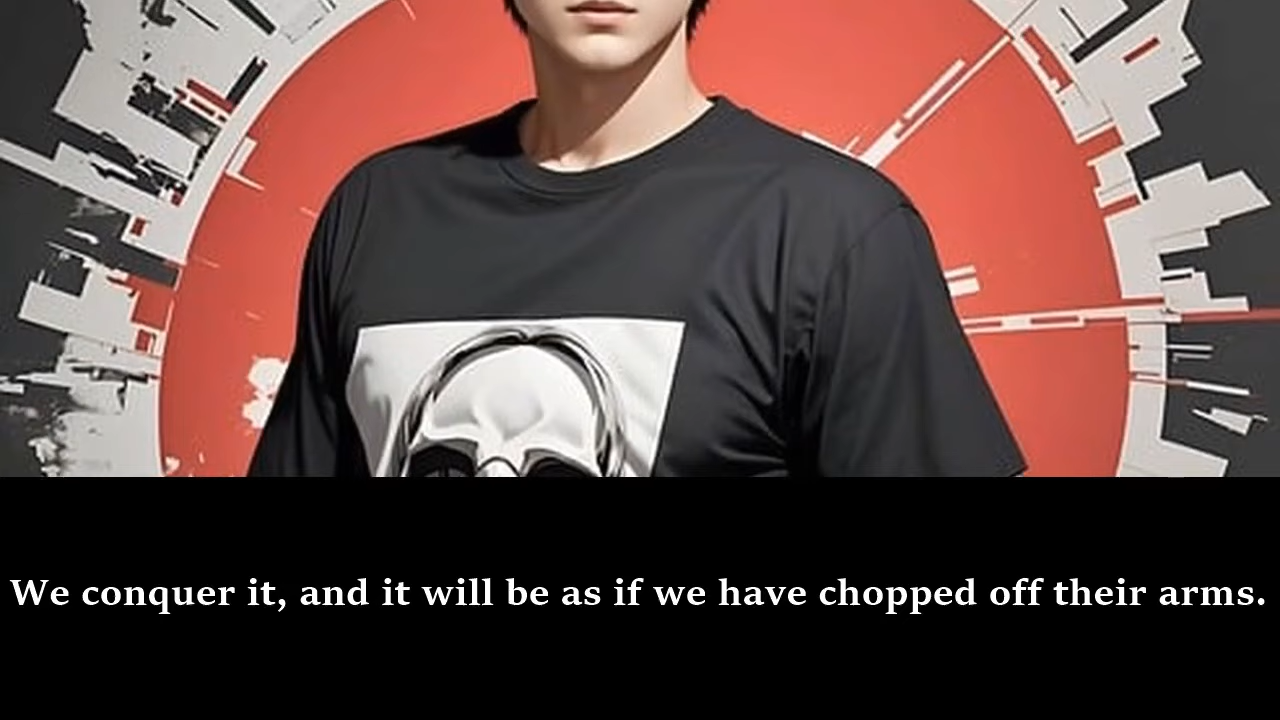 We conquer it, and it will be as if we have chopped off their arms.